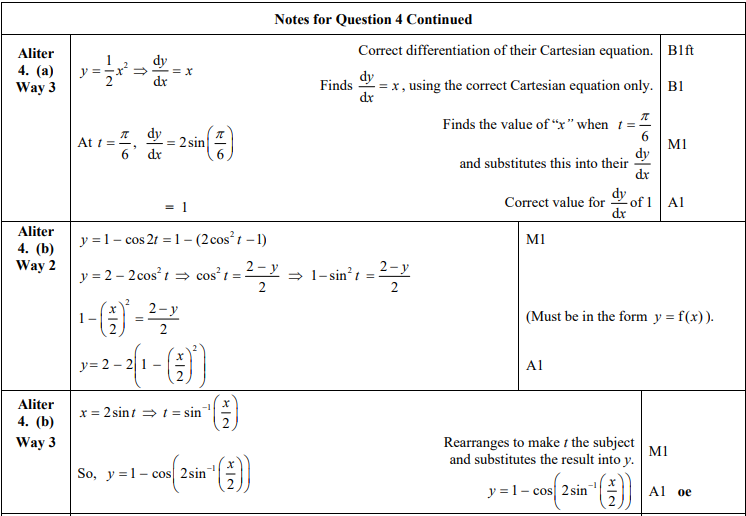 Notes for Question 4 Continued
Aliter
4. (a)
Way 3
y = 1/2 x² ⇒ dy/dx = x
Correct differentiation of their Cartesian equation.
B1ft
Finds dy/dx = x, using the correct Cartesian equation only.
B1
At t = π/6, dy/dx = 2sin(π/6)
Finds the value of "x" when t = π/6
and substitutes this into their dy/dx
M1
= 1
Correct value for dy/dx of 1
A1
Aliter
4. (b)
Way 2
y = 1 − cos 2t = 1 − (2cos² t − 1)
M1
y = 2 − 2cos² t ⇒ cos² t = (2 − y)/2 ⇒ 1 − sin² t = (2 − y)/2
1 − (x/2)² = (2 − y)/2
(Must be in the form y = f(x)).
y = 2 − 2(1 − (x/2)²)
A1
Aliter
4. (b)
Way 3
x = 2sin t ⇒ t = sin⁻¹(x/2)
Rearranges to make t the subject
and substitutes the result into y.
M1
So, y = 1 − cos(2sin⁻¹(x/2))
y = 1 − cos(2sin⁻¹(x/2))
A1 oe